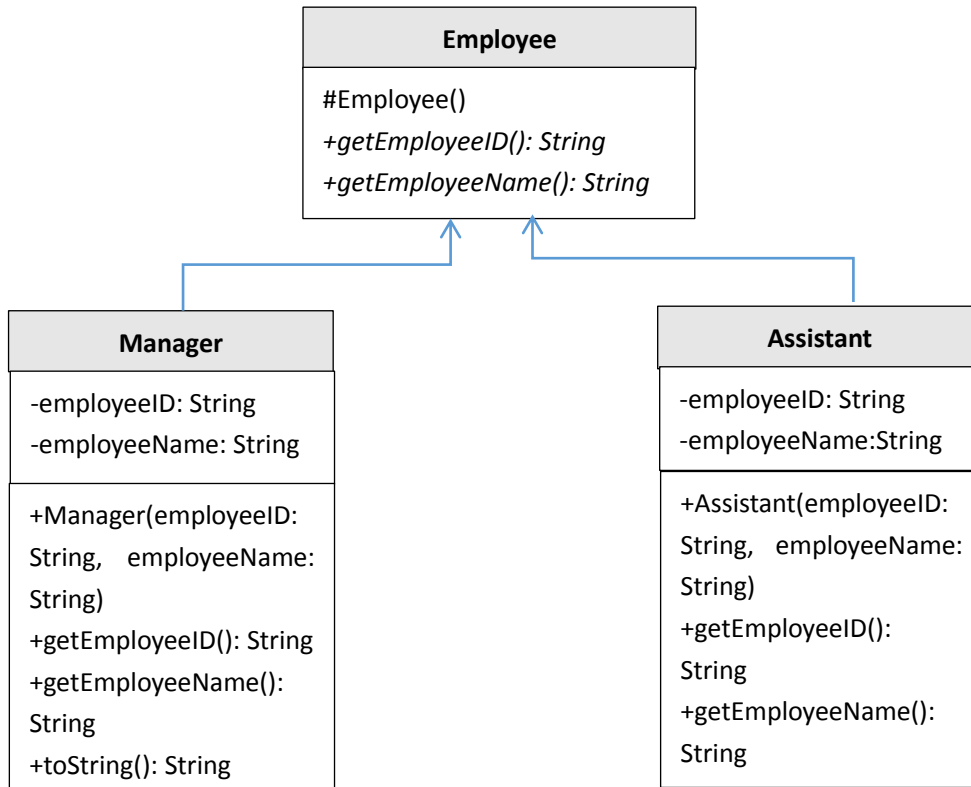 Employee
#Employee()
+getEmployeeID(): String
+getEmployeeName(): String
Manager
-employeeID: String
-employeeName: String
+Manager(employeeID:
String, employeeName:
String)
+getEmployeeID(): String
+getEmployeeName():
String
+toString(): String
Assistant
-employeeID: String
-employeeName:String
+Assistant(employeeID:
String, employeeName:
String)
+getEmployeeID():
String
+getEmployeeName():
String